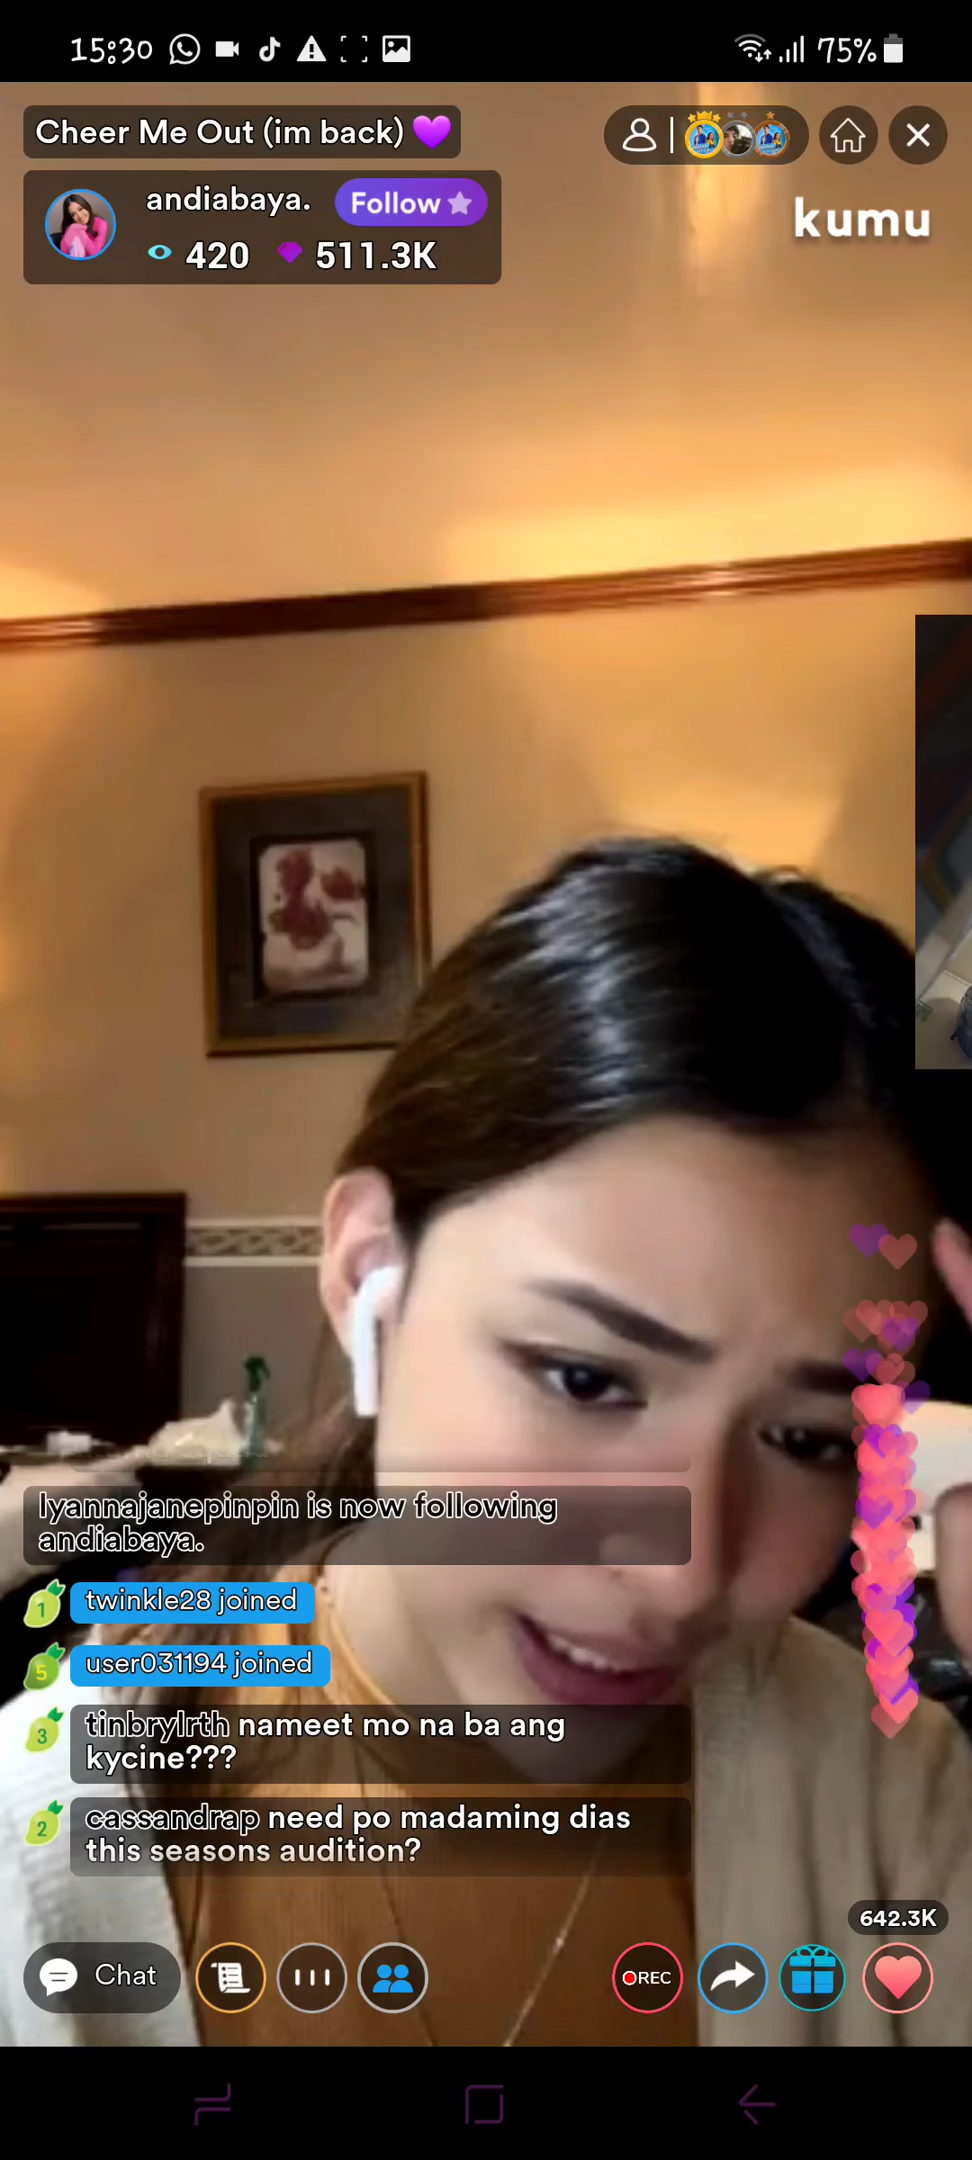 15:30
75%
Cheer Me Out (im back) 💜
andiabaya.
Follow
420
511.3K
kumu
lyannajanepinpin is now following
andiabaya.
1
twinkle28 joined
5
user031194 joined
3
tinbrylrth nameet mo na ba ang
kycine???
2
cassandrap need po madaming dias
this seasons audition?
642.3K
Chat
REC